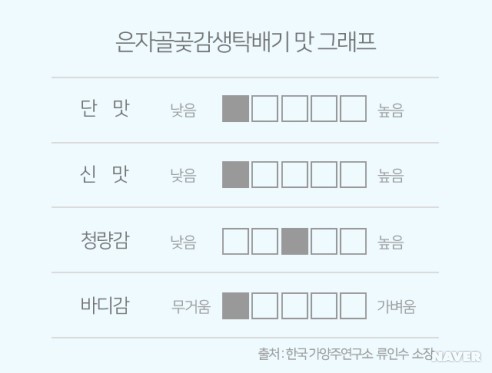 은자골곶감생탁배기 맛 그래프
단 맛 낮음 높음
신 맛 낮음 높음
청량감 낮음 높음
바디감 무거움 가벼움
출처 : 한국 가양주연구소 류인수 소장
NAVER